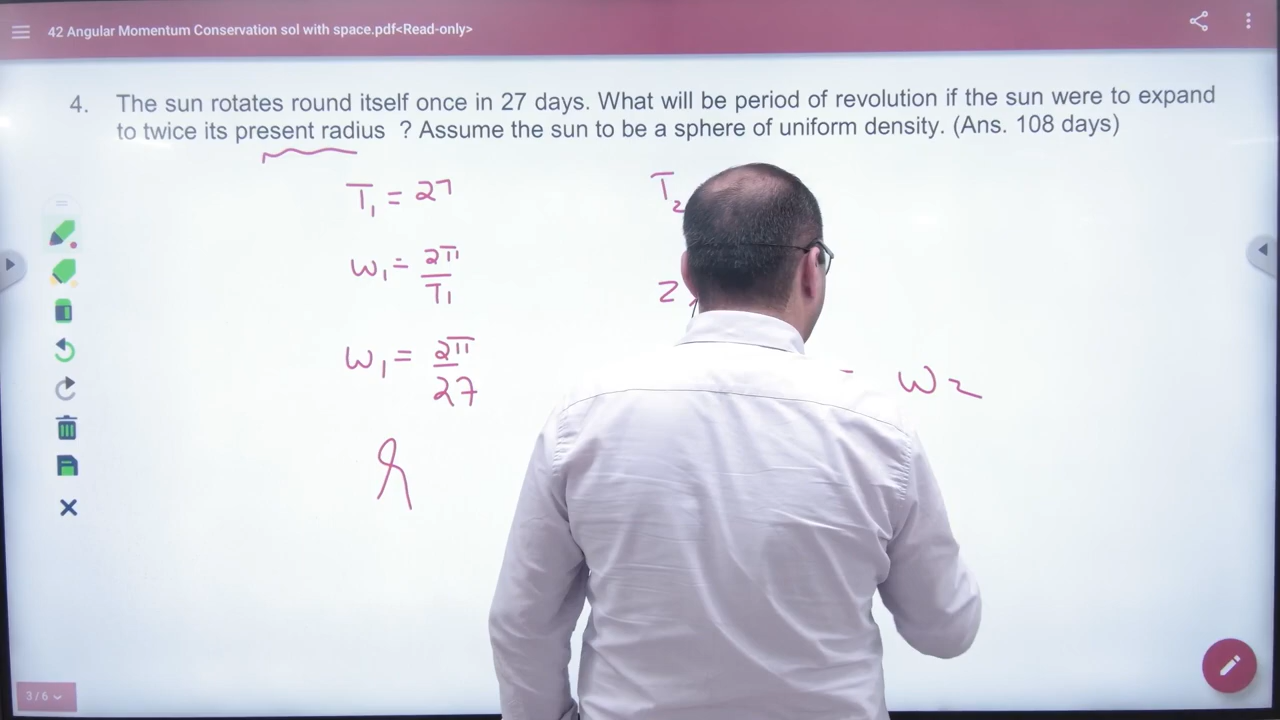 42 Angular Momentum Conservation sol with space.pdf<Read-only>
4. The sun rotates round itself once in 27 days. What will be period of revolution if the sun were to expand
to twice its present radius ? Assume the sun to be a sphere of uniform density. (Ans. 108 days)
T₁ = 27
T₂
ω₁ = 2π/T₁
2
ω₁ = 2π/27
= ω₂
3/6